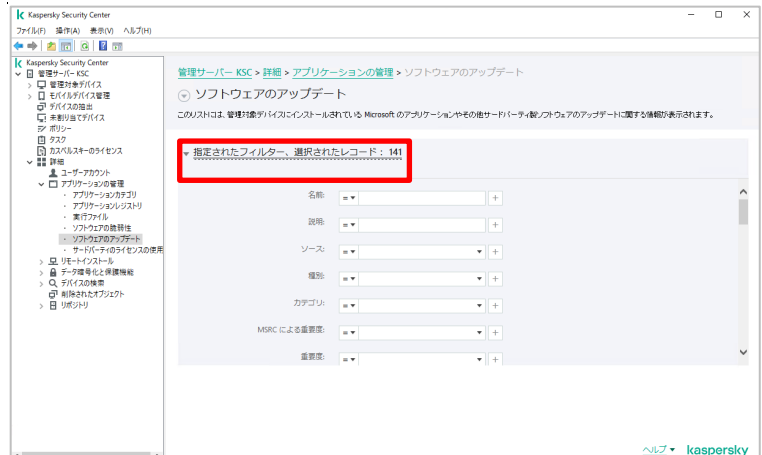 Kaspersky Security Center
ファイル(F) 操作(A) 表示(V) ヘルプ(H)
Kaspersky Security Center
管理サーバー KSC
管理対象デバイス
モバイルデバイス管理
デバイスの抽出
未割り当てデバイス
ポリシー
タスク
カスペルスキーのライセンス
詳細
ユーザーアカウント
アプリケーションの管理
アプリケーションカテゴリ
アプリケーションレジストリ
実行ファイル
ソフトウェアの脆弱性
ソフトウェアのアップデート
サードパーティのライセンスの使用
リモートインストール
データ暗号化と保護機能
デバイスの検索
削除されたオブジェクト
リポジトリ
管理サーバー KSC > 詳細 > アプリケーションの管理 > ソフトウェアのアップデート
ソフトウェアのアップデート
このリストには、管理対象デバイスにインストールされている Microsoft のアプリケーションやその他サードパーティ製ソフトウェアのアップデートに関する情報が表示されます。
指定されたフィルター、選択されたレコード： 141
名前: = +
説明: = +
ソース: = +
種別: = +
カテゴリ: = +
MSRC による重要度: = +
重要度: = +
ヘルプ kaspersky